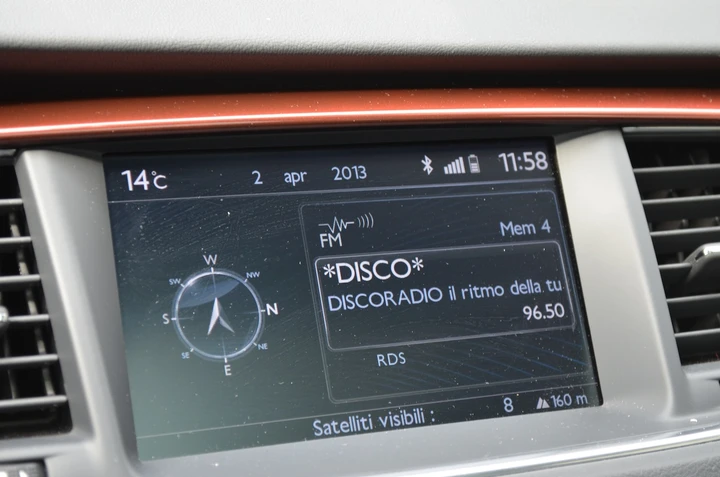 14°C 2 apr 2013 11:58
FM
Mem 4
*DISCO*
DISCORADIO il ritmo della tu
96.50
RDS
W
SW NW
S N
SE NE
E
Satelliti visibili : 8 160 m